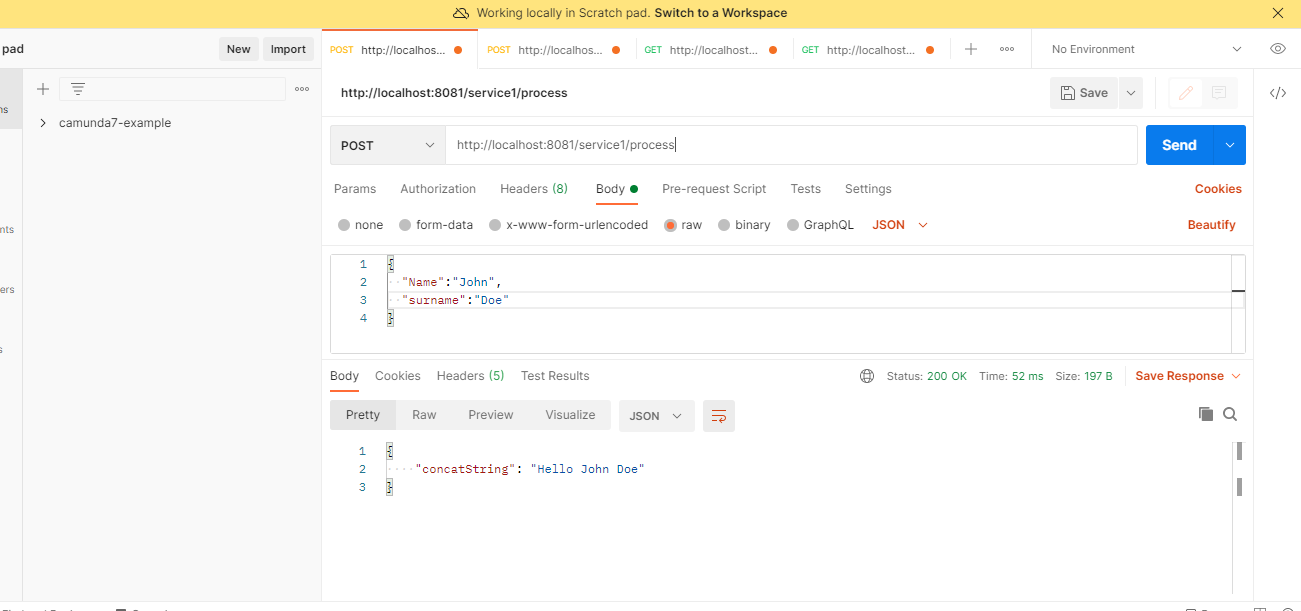 Working locally in Scratch pad. Switch to a Workspace
pad New Import
POST http://localhos... POST http://localhos... GET http://localhost... GET http://localhost... No Environment
camunda7-example
http://localhost:8081/service1/process Save
POST http://localhost:8081/service1/process Send
Params Authorization Headers (8) Body Pre-request Script Tests Settings Cookies
none form-data x-www-form-urlencoded raw binary GraphQL JSON Beautify
1 {
2 "Name":"John",
3 "surname":"Doe"
4 }
Body Cookies Headers (5) Test Results Status: 200 OK Time: 52 ms Size: 197 B Save Response
Pretty Raw Preview Visualize JSON
1 {
2 "concatString": "Hello John Doe"
3 }